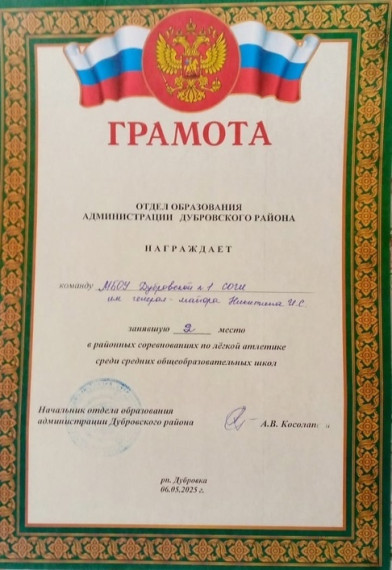 ГРАМОТА
ОТДЕЛ ОБРАЗОВАНИЯ
АДМИНИСТРАЦИИ ДУБРОВСКОГО РАЙОНА
НАГРАЖДАЕТ
команду МБОУ Дубровской №1 СОШ
им. генерал-майора Никитина И.С.
занявшую 2 место
в районных соревнованиях по лёгкой атлетике
среди средних общеобразовательных школ
Начальник отдела образования
администрации Дубровского района А.В. Косолап
рп. Дубровка
06.05.2025 г.